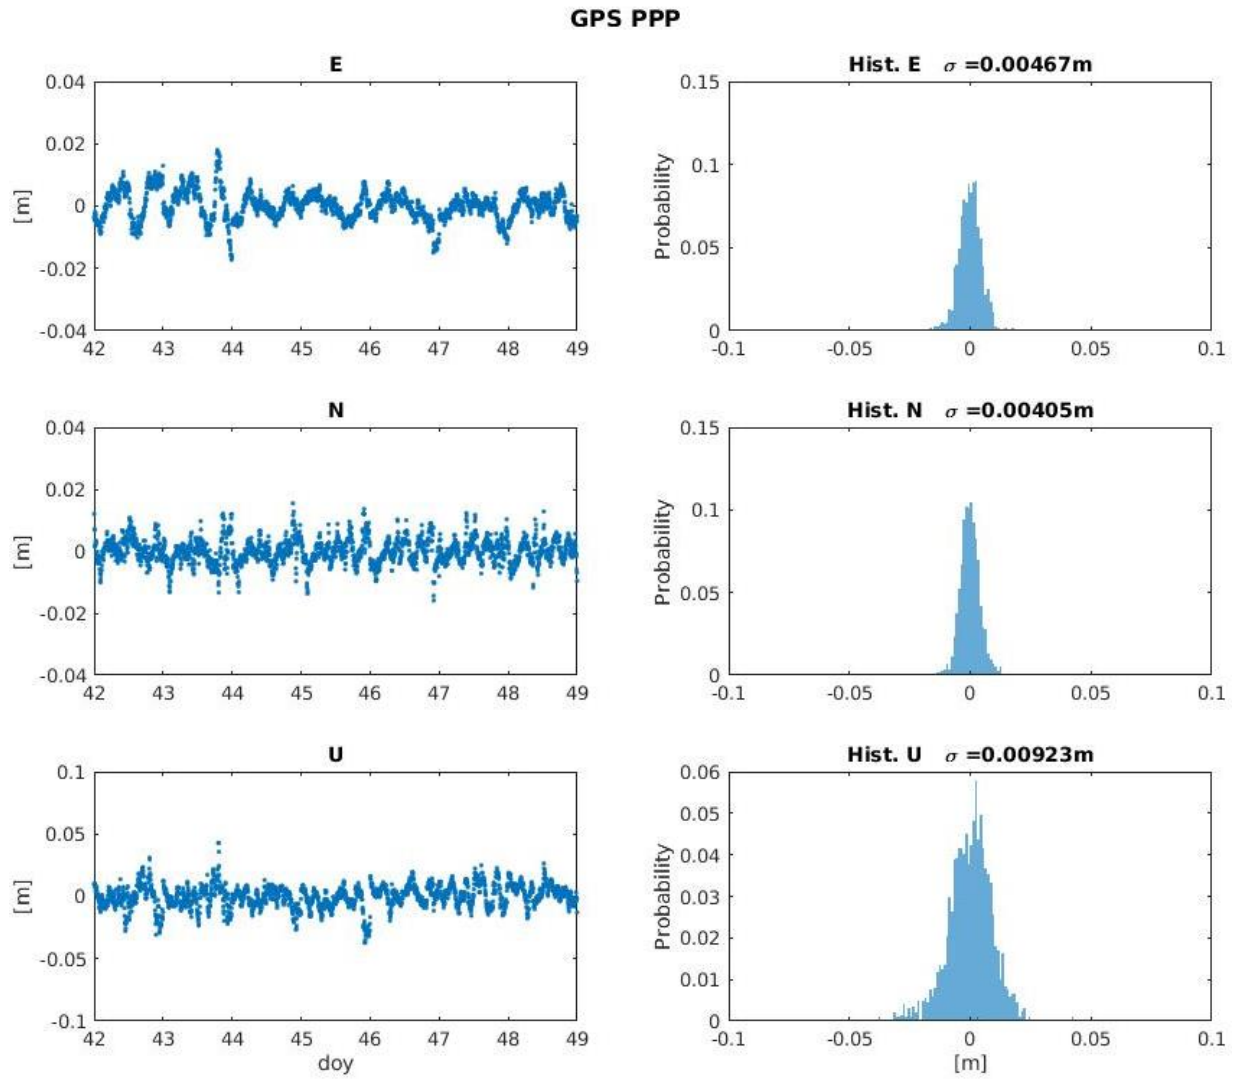 GPS PPP
E
0.04
0.02
0
-0.02
-0.04
[m]
42 43 44 45 46 47 48 49
Hist. E σ =0.00467m
0.15
0.1
0.05
0
Probability
-0.1 -0.05 0 0.05 0.1
N
0.04
0.02
0
-0.02
-0.04
[m]
42 43 44 45 46 47 48 49
Hist. N σ =0.00405m
0.15
0.1
0.05
0
Probability
-0.1 -0.05 0 0.05 0.1
U
0.1
0.05
0
-0.05
-0.1
[m]
42 43 44 45 46 47 48 49
doy
Hist. U σ =0.00923m
0.06
0.05
0.04
0.03
0.02
0.01
0
Probability
-0.1 -0.05 0 0.05 0.1
[m]